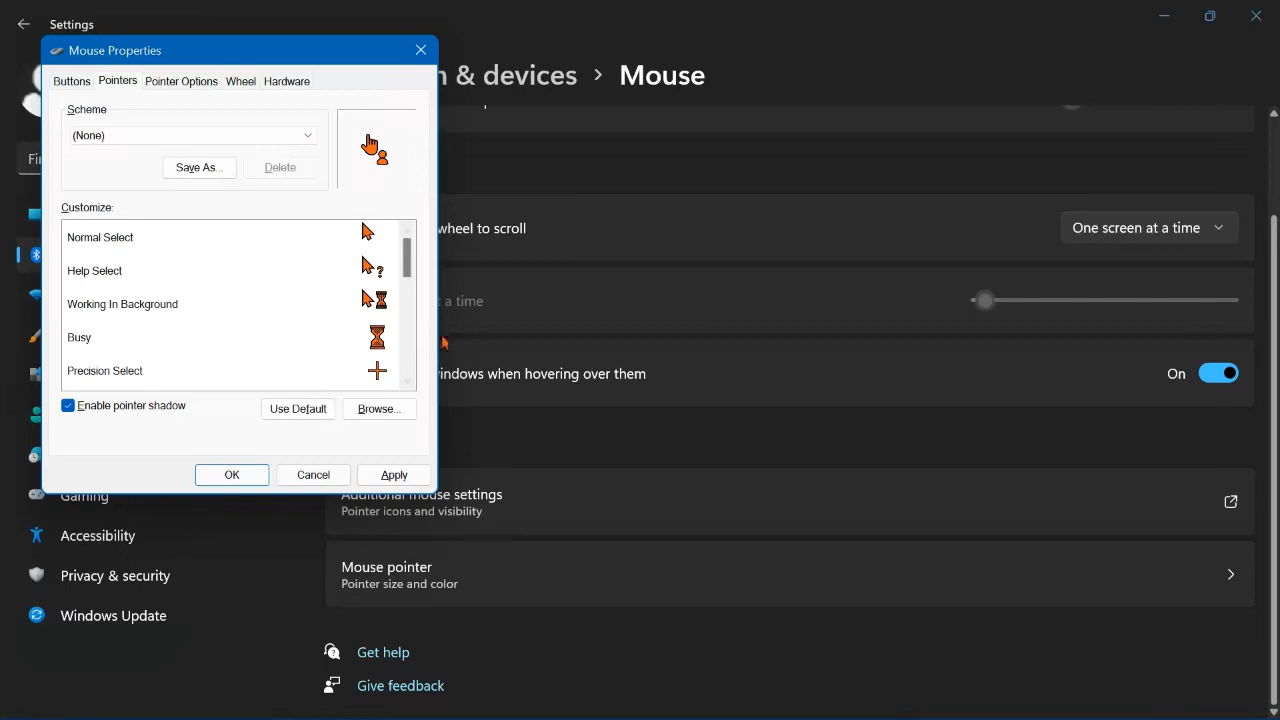 Settings
Mouse Properties
& devices > Mouse
Buttons Pointers Pointer Options Wheel Hardware
Scheme
(None)
Save As...
Delete
Customize:
Normal Select
Help Select
Working In Background
Busy
Precision Select
Enable pointer shadow
Use Default
Browse...
OK
Cancel
Apply
wheel to scroll
One screen at a time
at a time
windows when hovering over them
On
Additional mouse settings
Pointer icons and visibility
Mouse pointer
Pointer size and color
Get help
Give feedback
Gaming
Accessibility
Privacy & security
Windows Update